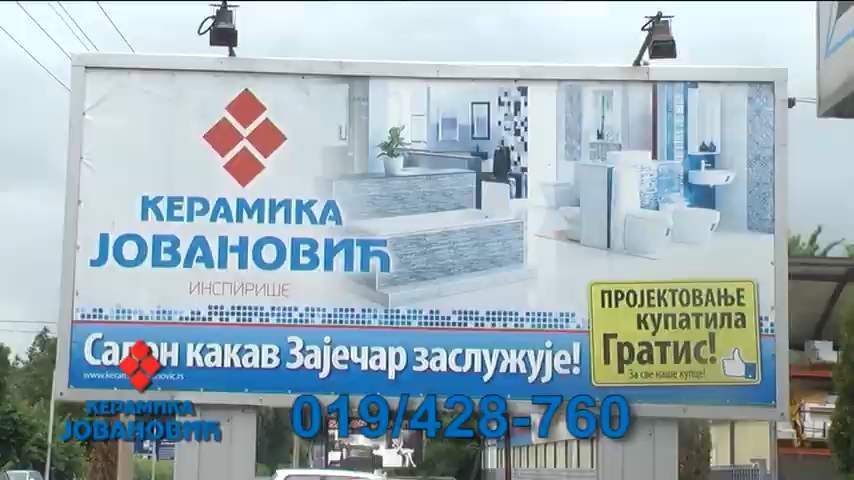 КЕРАМИКА
ЈОВАНОВИЋ
ИНСПИРИШЕ
ПРОЈЕКТОВАЊЕ
КУПАТИЛА
Гратис!
За све наше купце!
Салон какав Зајечар заслужује!
КЕРАМИКА
ЈОВАНОВИЋ
019/428-760